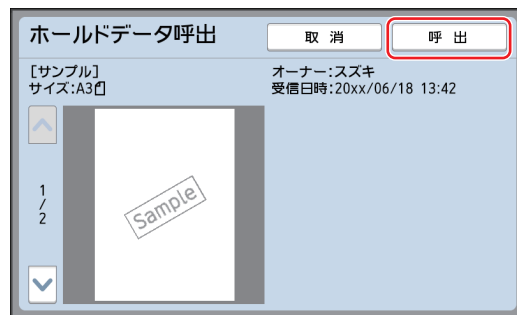 ホールドデータ呼出
取 消
呼 出
[サンプル]
サイズ:A3
オーナー:スズキ
受信日時:20xx/06/18 13:42
1
/
2
Sample